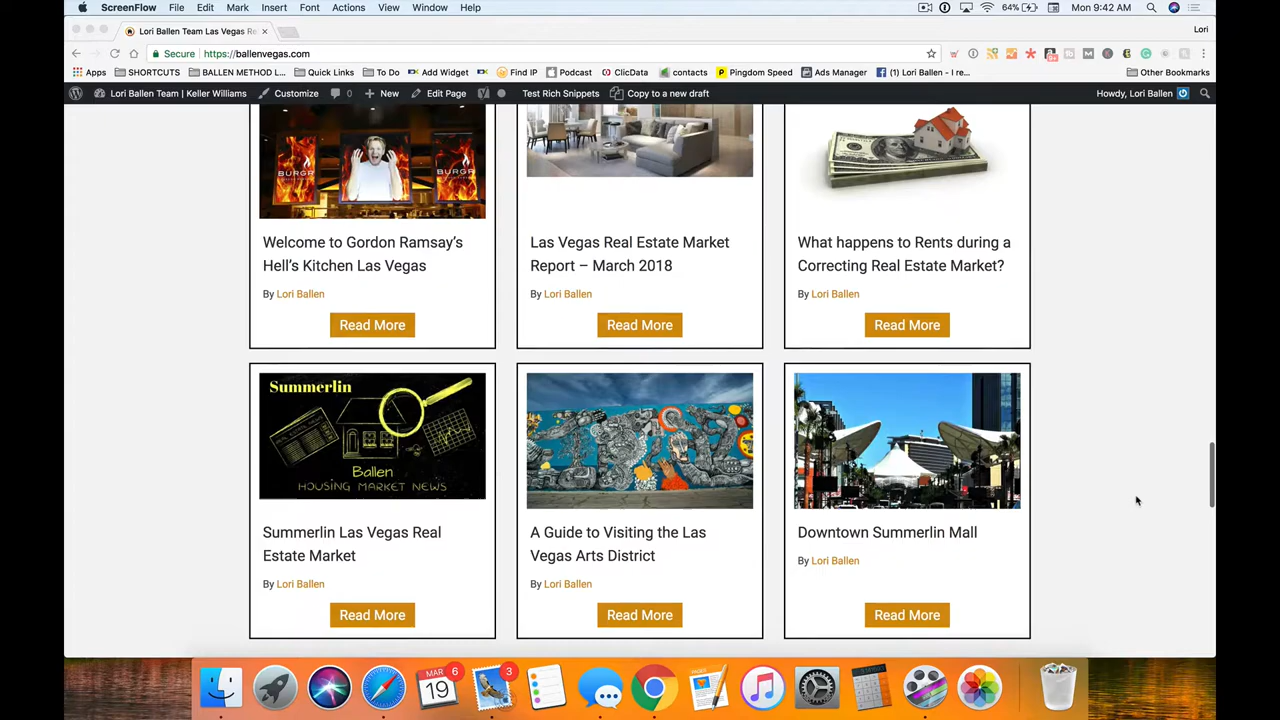 ScreenFlow File Edit Mark Insert Font Actions View Window Help 64% Mon 9:42 AM
Lori Ballen Team Las Vegas Re Lori
Secure https://ballenvegas.com
Apps SHORTCUTS BALLEN METHOD L... Quick Links To Do Add Widget Find IP Podcast ClicData contacts Pingdom Speed Ads Manager (1) Lori Ballen - I re... Other Bookmarks
Lori Ballen Team | Keller Williams Customize 0 New Edit Page Test Rich Snippets Copy to a new draft Howdy, Lori Ballen
BURGR BURGR
Welcome to Gordon Ramsay's
Hell's Kitchen Las Vegas
By Lori Ballen
Read More
Las Vegas Real Estate Market
Report – March 2018
By Lori Ballen
Read More
What happens to Rents during a
Correcting Real Estate Market?
By Lori Ballen
Read More
Summerlin
Ballen
HOUSING MARKET NEWS
Summerlin Las Vegas Real
Estate Market
By Lori Ballen
Read More
A Guide to Visiting the Las
Vegas Arts District
By Lori Ballen
Read More
Downtown Summerlin Mall
By Lori Ballen
Read More
MAR 6
19
3
PAGES